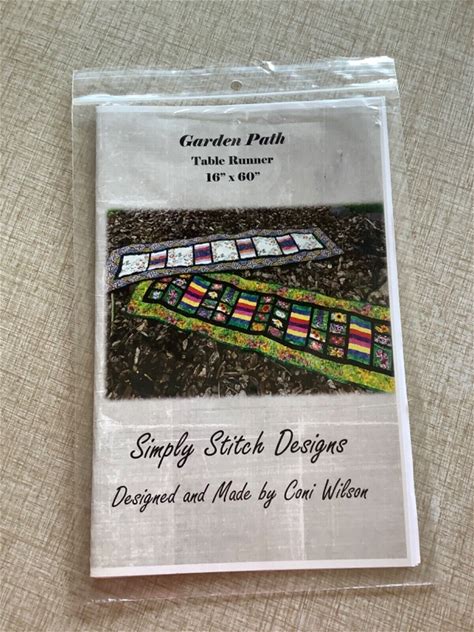 Garden Path
Table Runner
16" x 60"
Simply Stitch Designs
Designed and Made by Coni Wilson